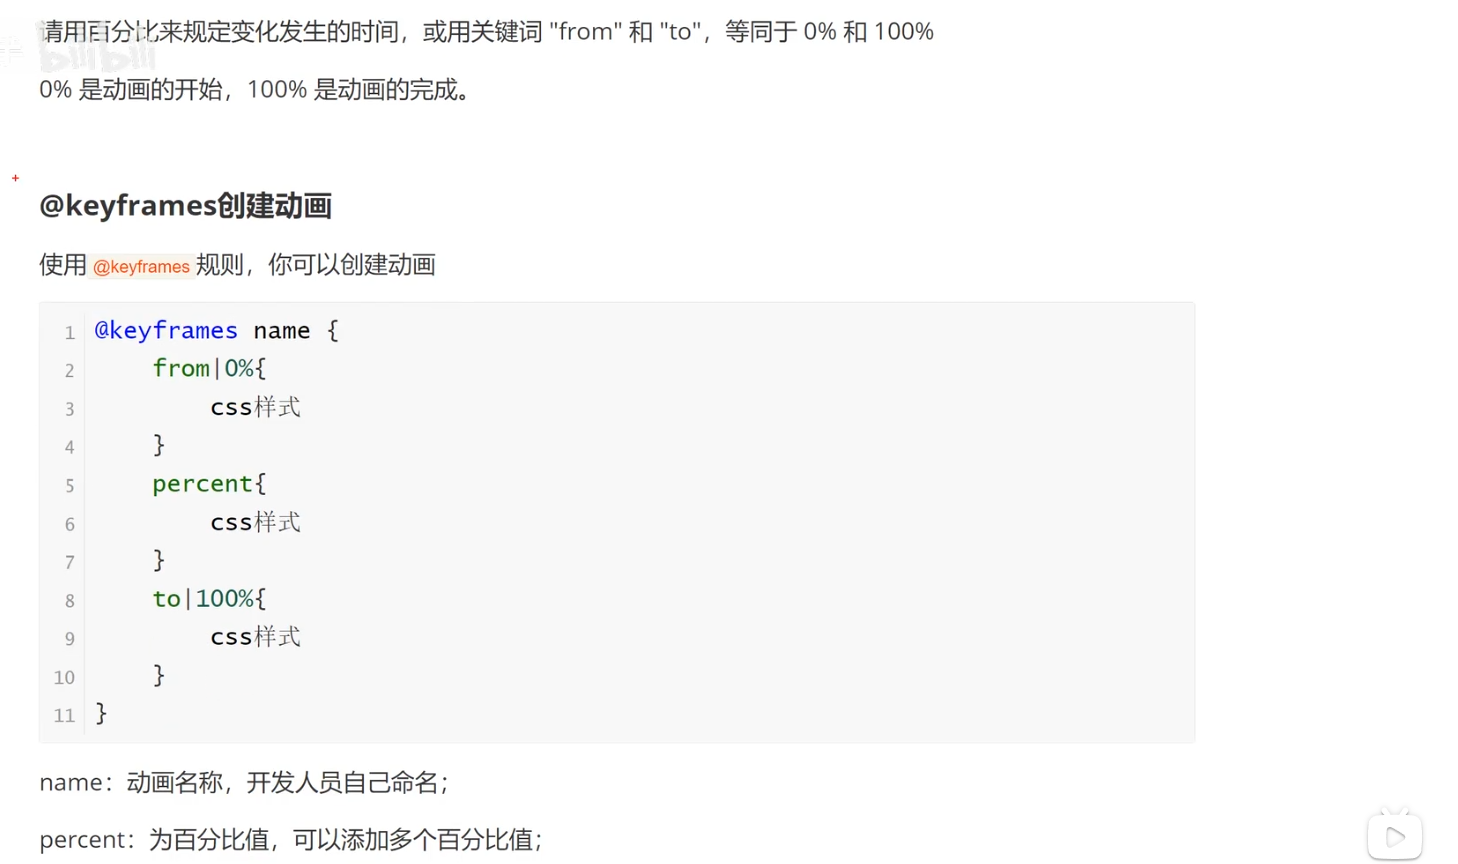 请用百分比来规定变化发生的时间，或用关键词 "from" 和 "to"，等同于 0% 和 100%
bilibili
0% 是动画的开始，100% 是动画的完成。
@keyframes创建动画
使用 @keyframes 规则，你可以创建动画
1 @keyframes name {
2     from|0%{
3         css样式
4     }
5     percent{
6         css样式
7     }
8     to|100%{
9         css样式
10     }
11 }
name：动画名称，开发人员自己命名；
percent：为百分比值，可以添加多个百分比值；